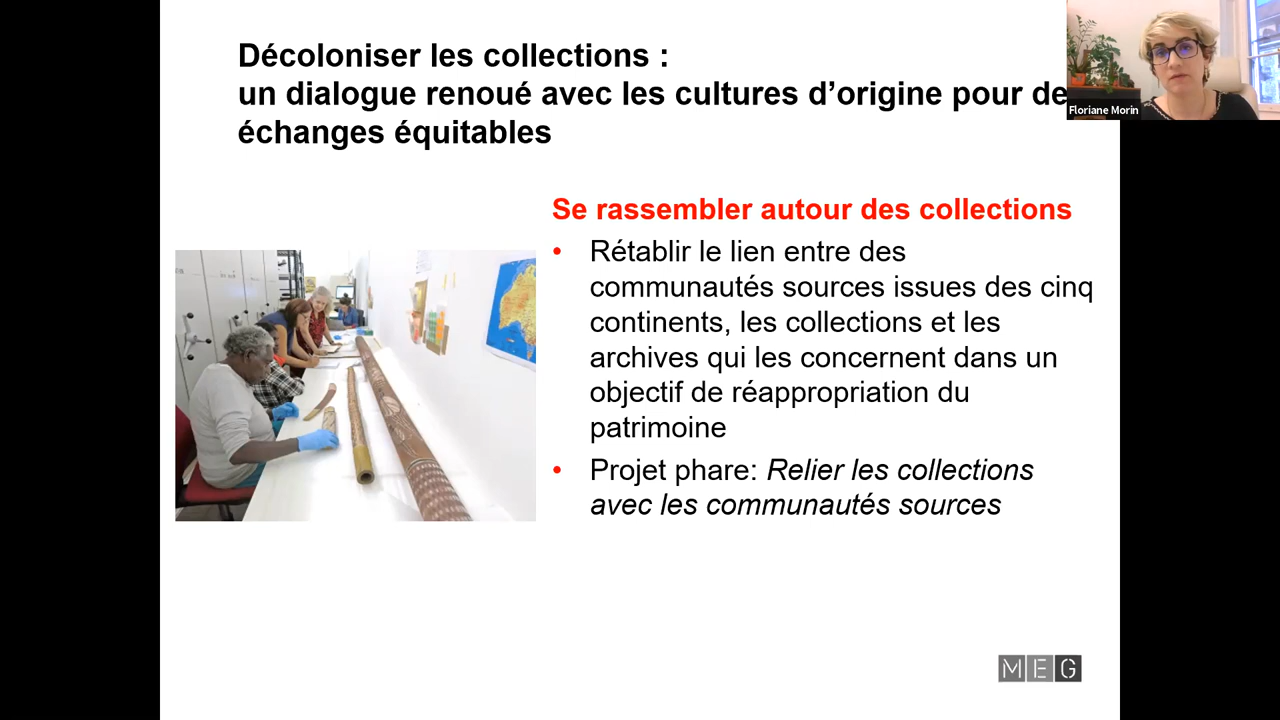 Décoloniser les collections :
un dialogue renoué avec les cultures d’origine pour de
échanges équitables
Floriane Morin
Se rassembler autour des collections
• Rétablir le lien entre des
communautés sources issues des cinq
continents, les collections et les
archives qui les concernent dans un
objectif de réappropriation du
patrimoine
• Projet phare: Relier les collections
avec les communautés sources
MEG